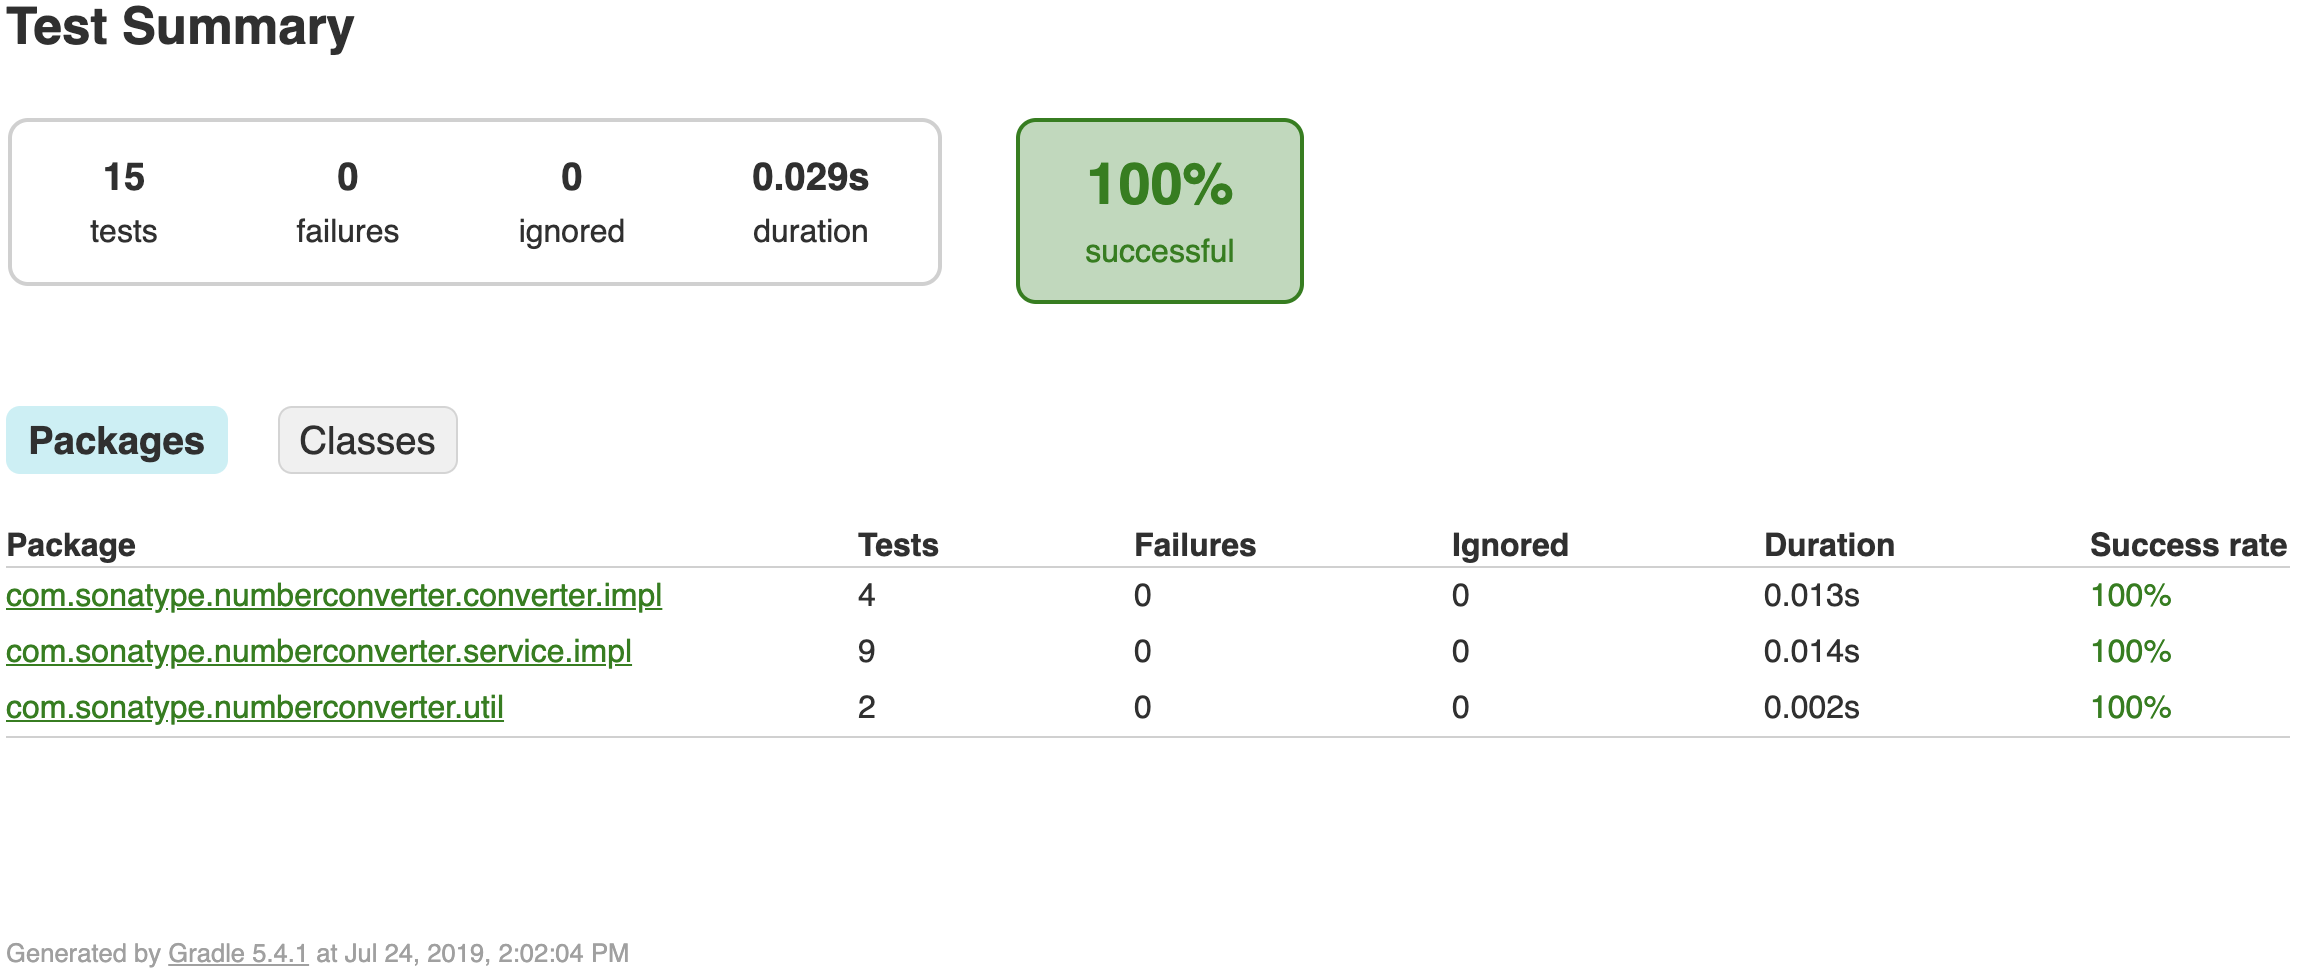 Test Summary
15 0 0 0.029s
tests failures ignored duration
100%
successful
Packages Classes
Package Tests Failures Ignored Duration Success rate
com.sonatype.numberconverter.converter.impl 4 0 0 0.013s 100%
com.sonatype.numberconverter.service.impl 9 0 0 0.014s 100%
com.sonatype.numberconverter.util 2 0 0 0.002s 100%
Generated by Gradle 5.4.1 at Jul 24, 2019, 2:02:04 PM